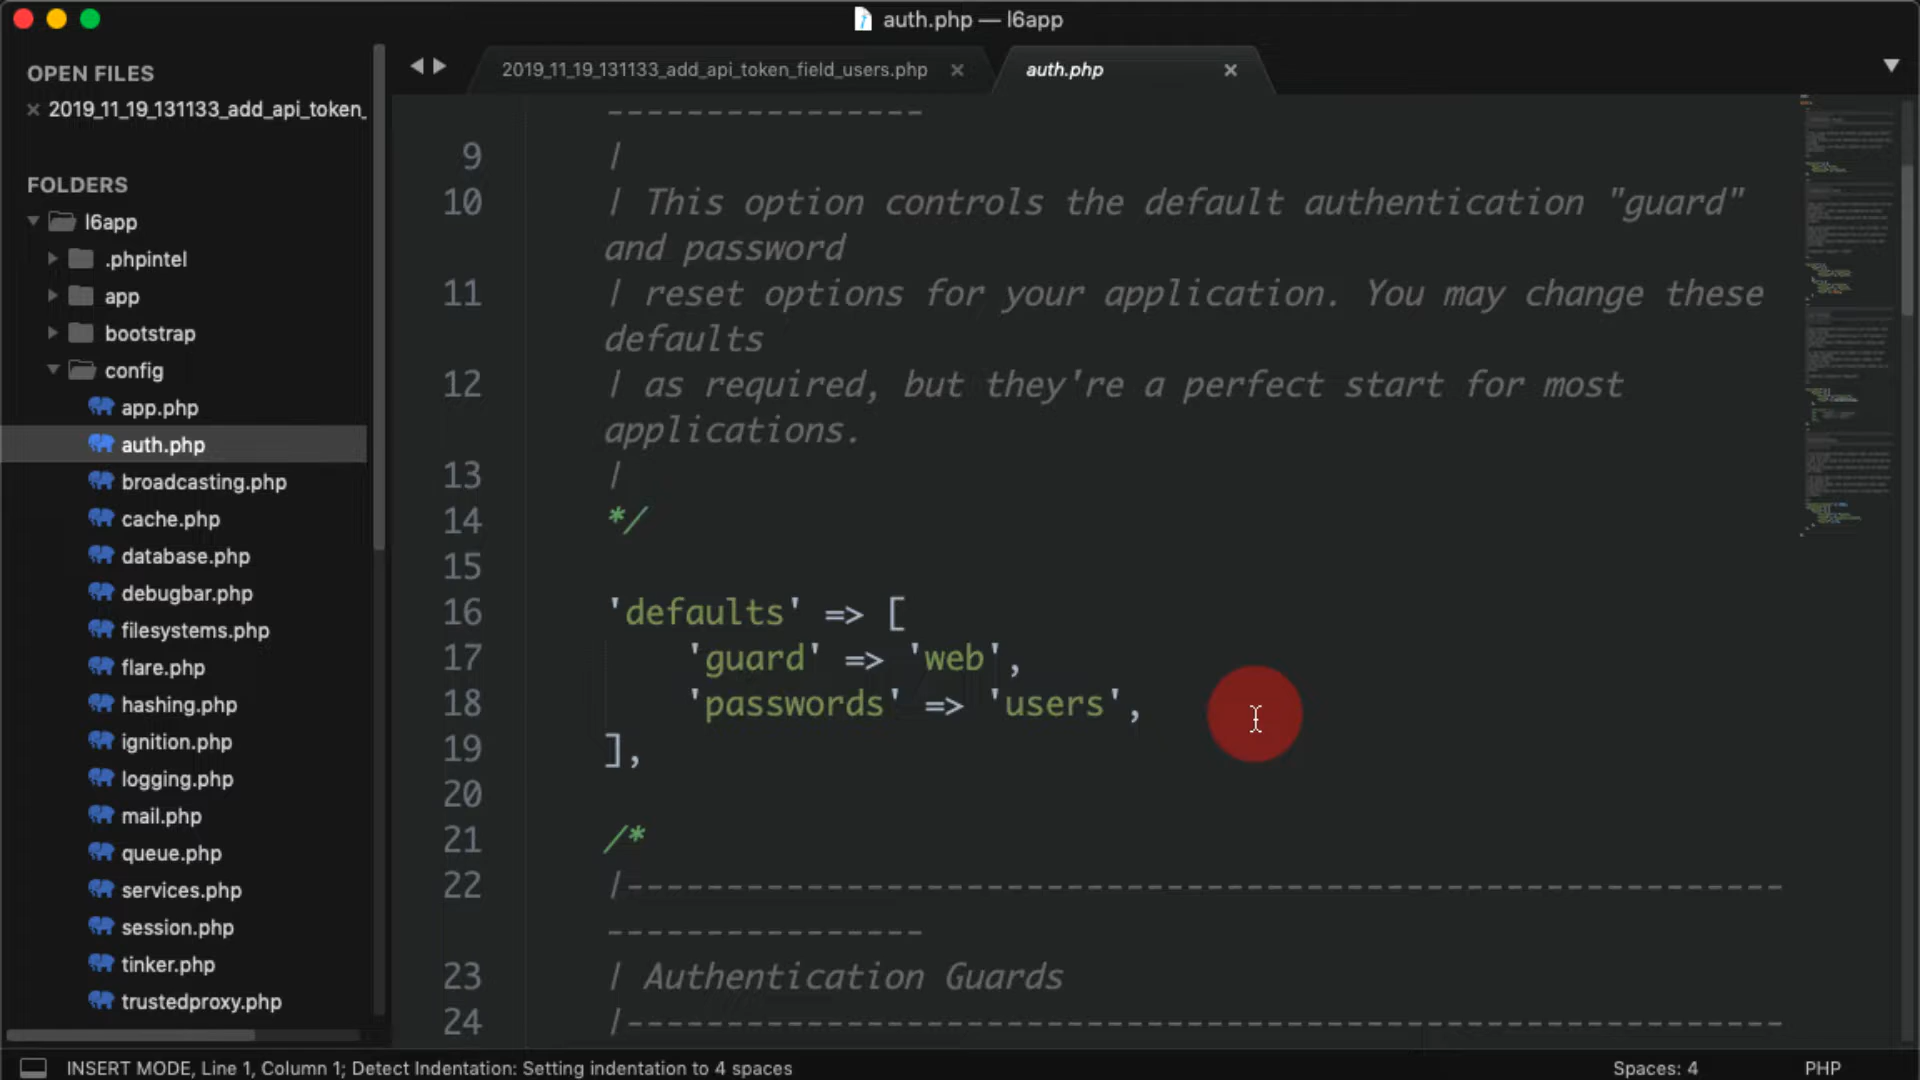 auth.php — l6app
OPEN FILES
2019_11_19_131133_add_api_token_
FOLDERS
l6app
.phpintel
app
bootstrap
config
app.php
auth.php
broadcasting.php
cache.php
database.php
debugbar.php
filesystems.php
flare.php
hashing.php
ignition.php
logging.php
mail.php
queue.php
services.php
session.php
tinker.php
trustedproxy.php
2019_11_19_131133_add_api_token_field_users.php
auth.php
----------------
9 |
10 | This option controls the default authentication "guard"
and password
11 | reset options for your application. You may change these
defaults
12 | as required, but they're a perfect start for most
applications.
13 |
14 */
15
16 'defaults' => [
17 'guard' => 'web',
18 'passwords' => 'users',
19 ],
20
21 /*
22 |----------------------------------------------------------
----------------
23 | Authentication Guards
24 |----------------------------------------------------------
INSERT MODE, Line 1, Column 1; Detect Indentation: Setting indentation to 4 spaces
Spaces: 4
PHP